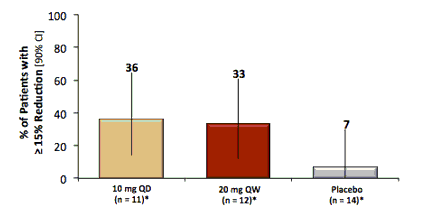 % of Patients with
≥ 15% Reduction [90% CI]
100
80
60
40
20
0
36
33
7
10 mg QD
(n = 11)*
20 mg QW
(n = 12)*
Placebo
(n = 14)*